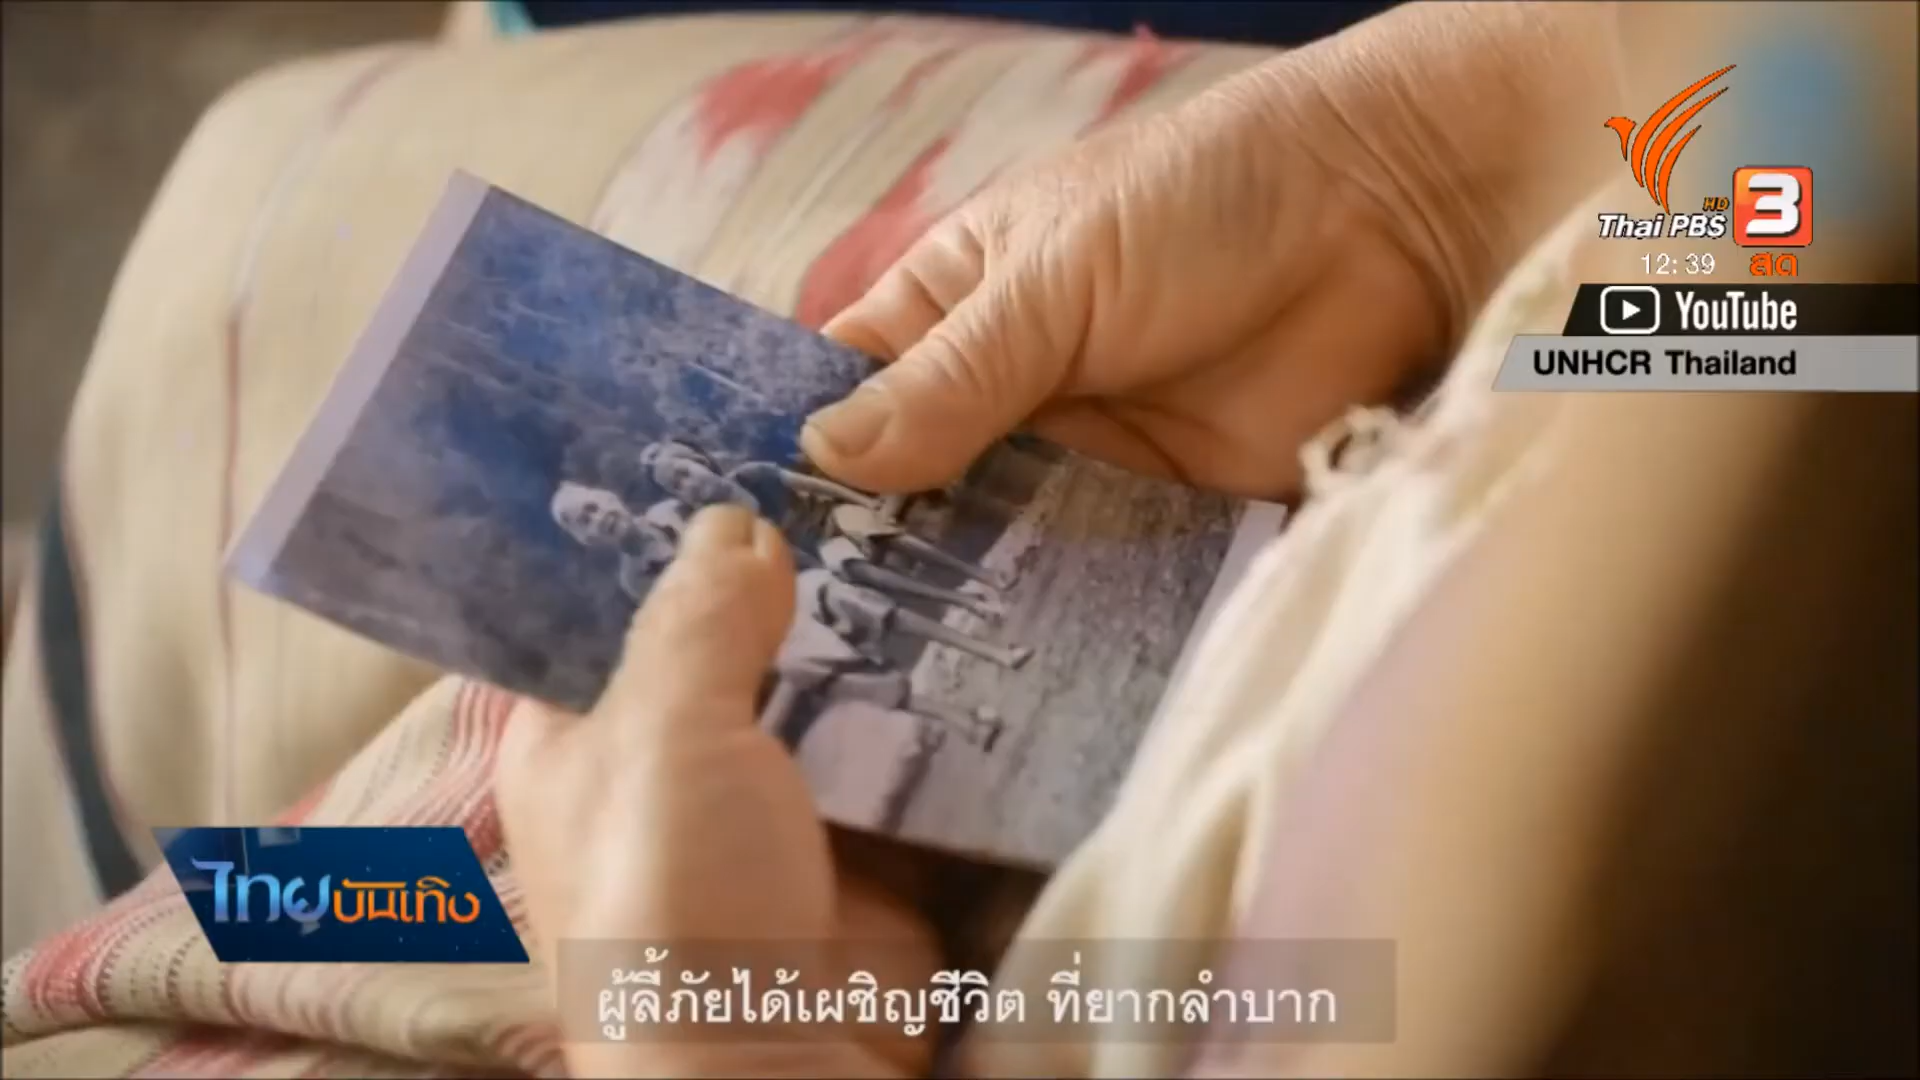 HD
Thai PBS 3
12:39 สด
YouTube
UNHCR Thailand
ไทยบันเทิง
ผู้ลี้ภัยได้เผชิญชีวิต ที่ยากลำบาก